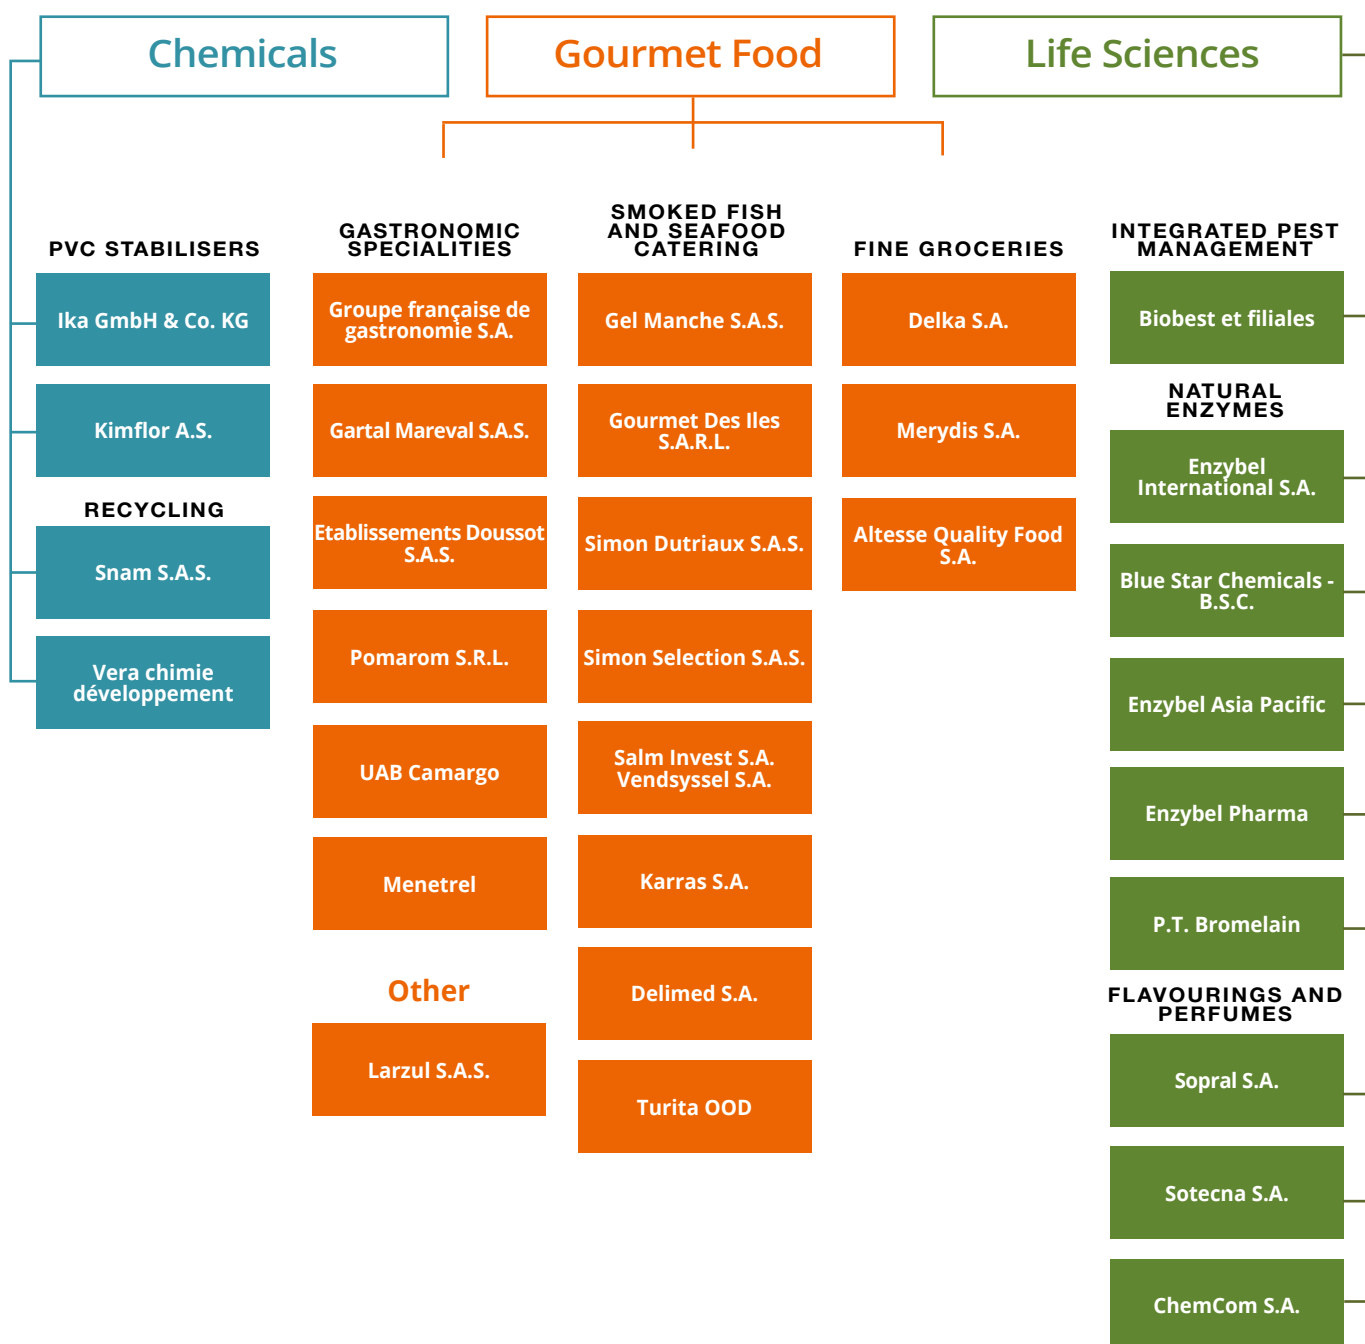 Chemicals
Gourmet Food
Life Sciences
PVC STABILISERS
Ika GmbH & Co. KG
Kimflor A.S.
RECYCLING
Snam S.A.S.
Vera chimie
développement
GASTRONOMIC
SPECIALITIES
Groupe française de
gastronomie S.A.
Gartal Mareval S.A.S.
Etablissements Doussot
S.A.S.
Pomarom S.R.L.
UAB Camargo
Menetrel
Other
Larzul S.A.S.
SMOKED FISH
AND SEAFOOD
CATERING
Gel Manche S.A.S.
Gourmet Des Iles
S.A.R.L.
Simon Dutriaux S.A.S.
Simon Selection S.A.S.
Salm Invest S.A.
Vendsyssel S.A.
Karras S.A.
Delimed S.A.
Turita OOD
FINE GROCERIES
Delka S.A.
Merydis S.A.
Altesse Quality Food
S.A.
INTEGRATED PEST
MANAGEMENT
Biobest et filiales
NATURAL
ENZYMES
Enzybel
International S.A.
Blue Star Chemicals -
B.S.C.
Enzybel Asia Pacific
Enzybel Pharma
P.T. Bromelain
FLAVOURINGS AND
PERFUMES
Sopral S.A.
Sotecna S.A.
ChemCom S.A.